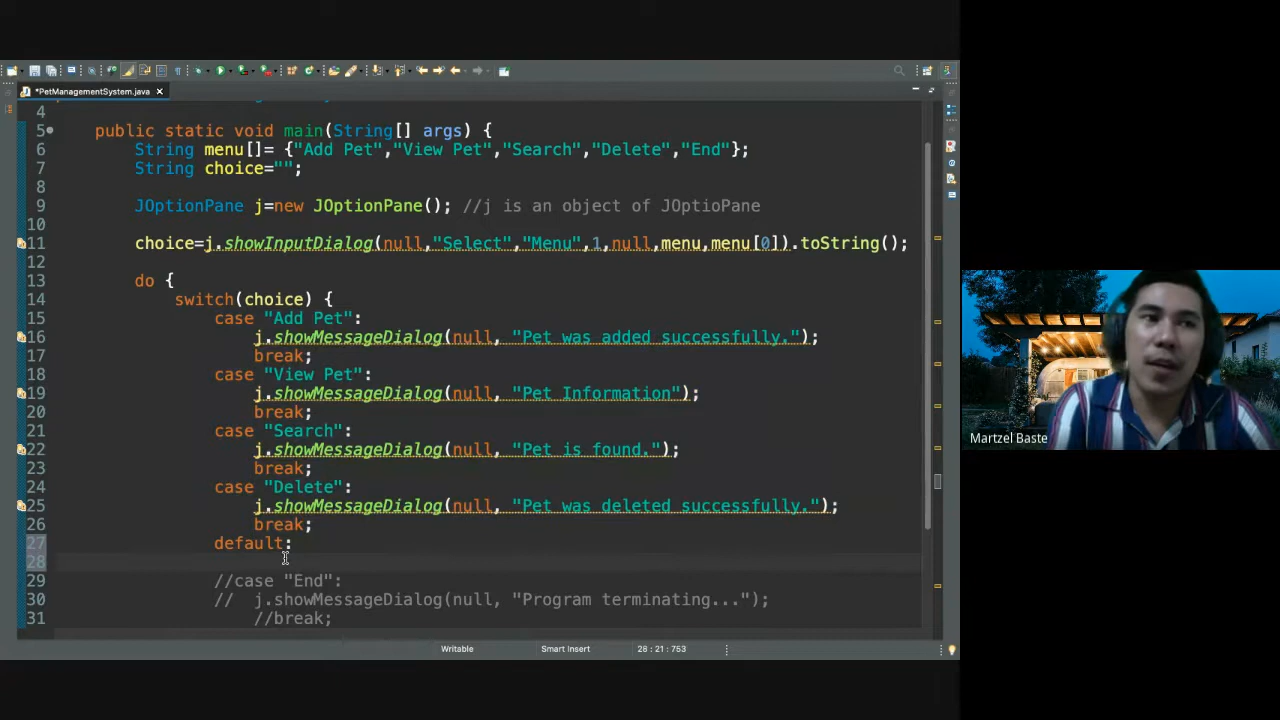 *PetManagementSystem.java
4
5 public static void main(String[] args) {
6 String menu[]= {"Add Pet","View Pet","Search","Delete","End"};
7 String choice="";
8
9 JOptionPane j=new JOptionPane(); //j is an object of JOptioPane
10
11 choice=j.showInputDialog(null,"Select","Menu",1,null,menu,menu[0]).toString();
12
13 do {
14 switch(choice) {
15 case "Add Pet":
16 j.showMessageDialog(null, "Pet was added successfully.");
17 break;
18 case "View Pet":
19 j.showMessageDialog(null, "Pet Information");
20 break;
21 case "Search":
22 j.showMessageDialog(null, "Pet is found.");
23 break;
24 case "Delete":
25 j.showMessageDialog(null, "Pet was deleted successfully.");
26 break;
27 default:
28
29 //case "End":
30 // j.showMessageDialog(null, "Program terminating...");
31 //break;
Writable Smart Insert 28 : 21 : 753
Martzel Baste